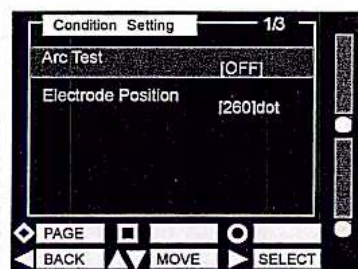 Condition Setting 1/3
Arc Test
[OFF]
Electrode Position
[260]dot
PAGE
BACK MOVE SELECT